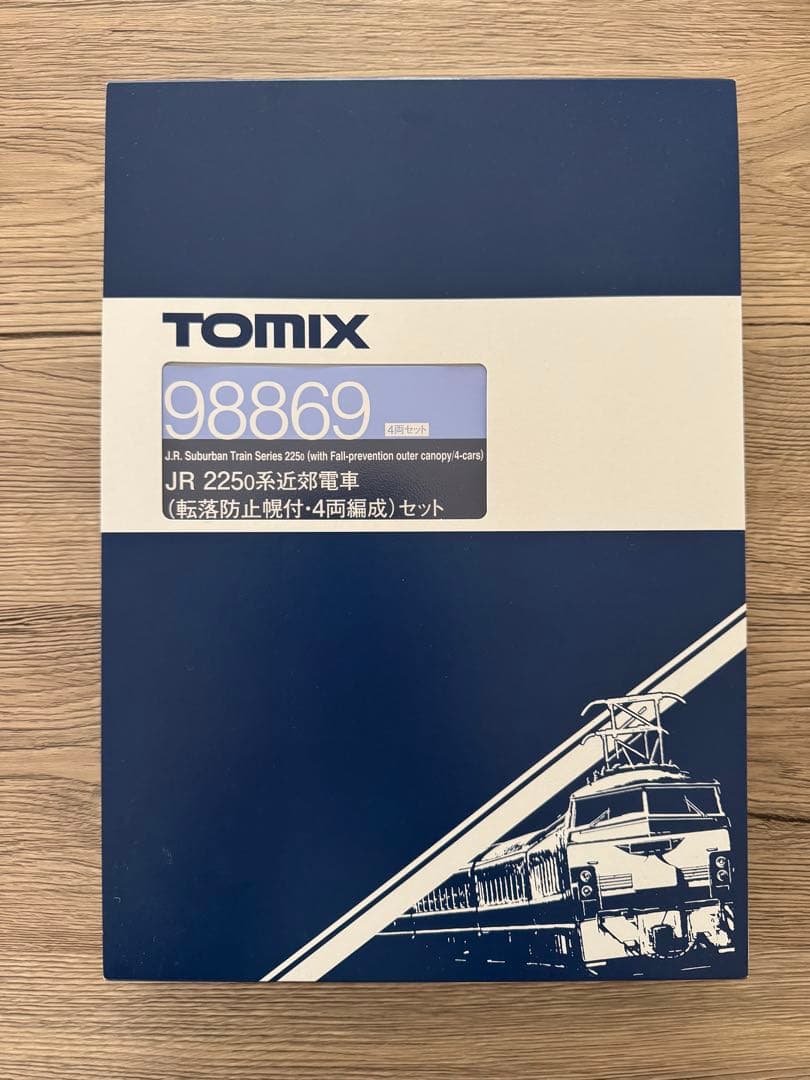 TOMIX
98869 4両セット
J.R. Suburban Train Series 2250 (with Fall-prevention outer canopy/4-cars)
JR 2250系近郊電車
(転落防止幌付・4両編成)セット